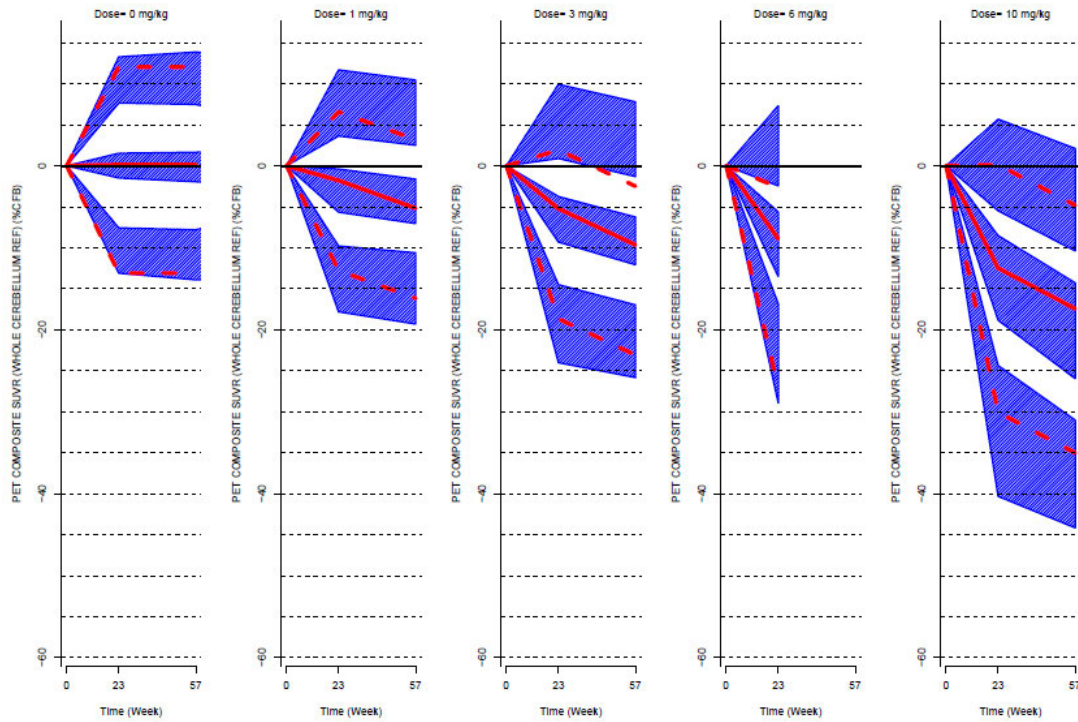 Dose= 0 mg/kg
PET COMPOSITE SUVR (WHOLE CEREBELLUM REF) (%CFB)
0
−20
−40
−60
0 23 57
Time (Week)
Dose= 1 mg/kg
PET COMPOSITE SUVR (WHOLE CEREBELLUM REF) (%CFB)
0
−20
−40
−60
0 23 57
Time (Week)
Dose= 3 mg/kg
PET COMPOSITE SUVR (WHOLE CEREBELLUM REF) (%CFB)
0
−20
−40
−60
0 23 57
Time (Week)
Dose= 6 mg/kg
PET COMPOSITE SUVR (WHOLE CEREBELLUM REF) (%CFB)
0
−20
−40
−60
0 23 57
Time (Week)
Dose= 10 mg/kg
PET COMPOSITE SUVR (WHOLE CEREBELLUM REF) (%CFB)
0
−20
−40
−60
0 23 57
Time (Week)